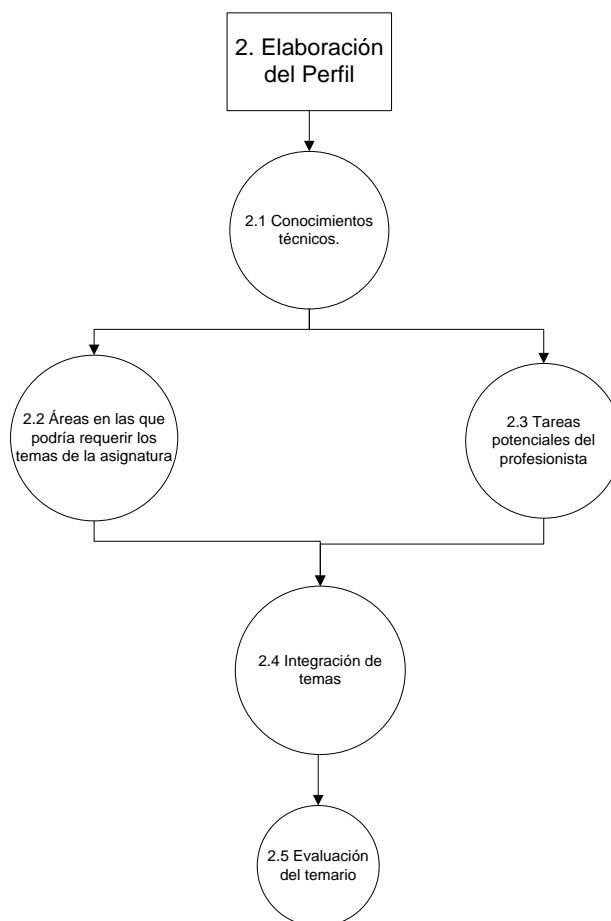 2. Elaboración
del Perfil
2.1 Conocimientos
técnicos.
2.2 Áreas en las que
podría requerir los
temas de la asignatura
2.3 Tareas
potenciales del
profesionista
2.4 Integración de
temas
2.5 Evaluación
del temario